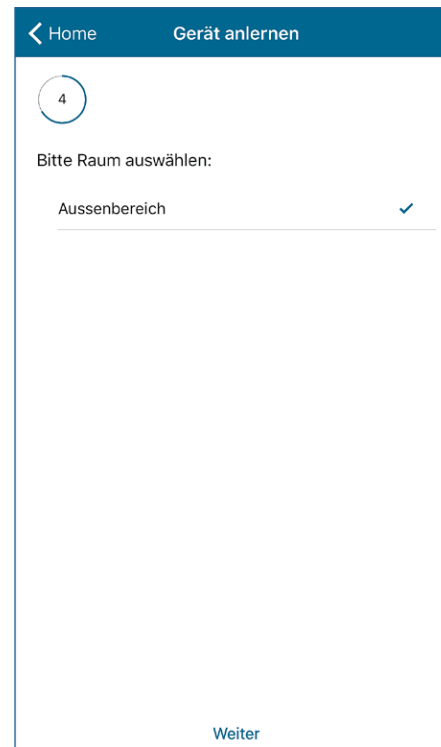 Home
Gerät anlernen
4
Bitte Raum auswählen:
Aussenbereich
Weiter